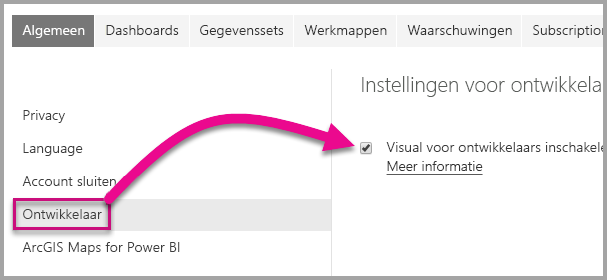 Algemeen Dashboards Gegevenssets Werkmappen Waarschuwingen Subscription
Instellingen voor ontwikkela
Privacy
Language
Account sluiten
Ontwikkelaar
ArcGIS Maps for Power BI
Visual voor ontwikkelaars inschakele
Meer informatie